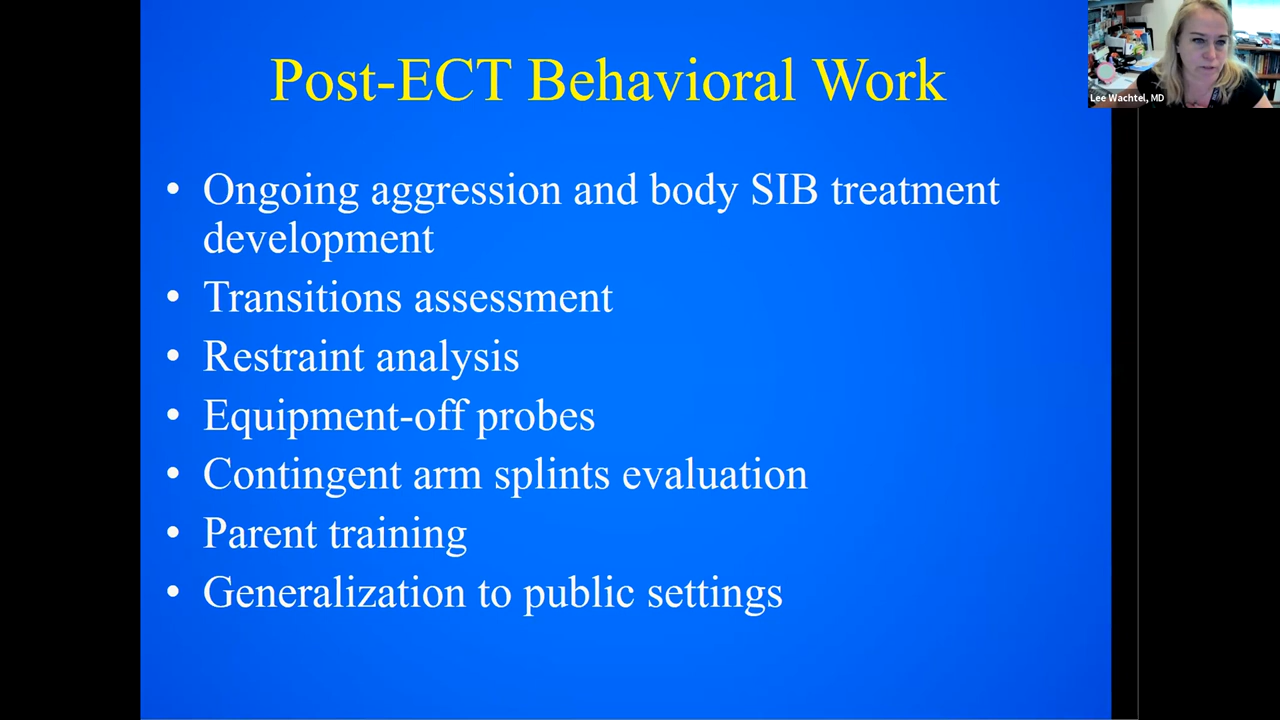 Post-ECT Behavioral Work
Lee Wachtel, MD
• Ongoing aggression and body SIB treatment
development
• Transitions assessment
• Restraint analysis
• Equipment-off probes
• Contingent arm splints evaluation
• Parent training
• Generalization to public settings